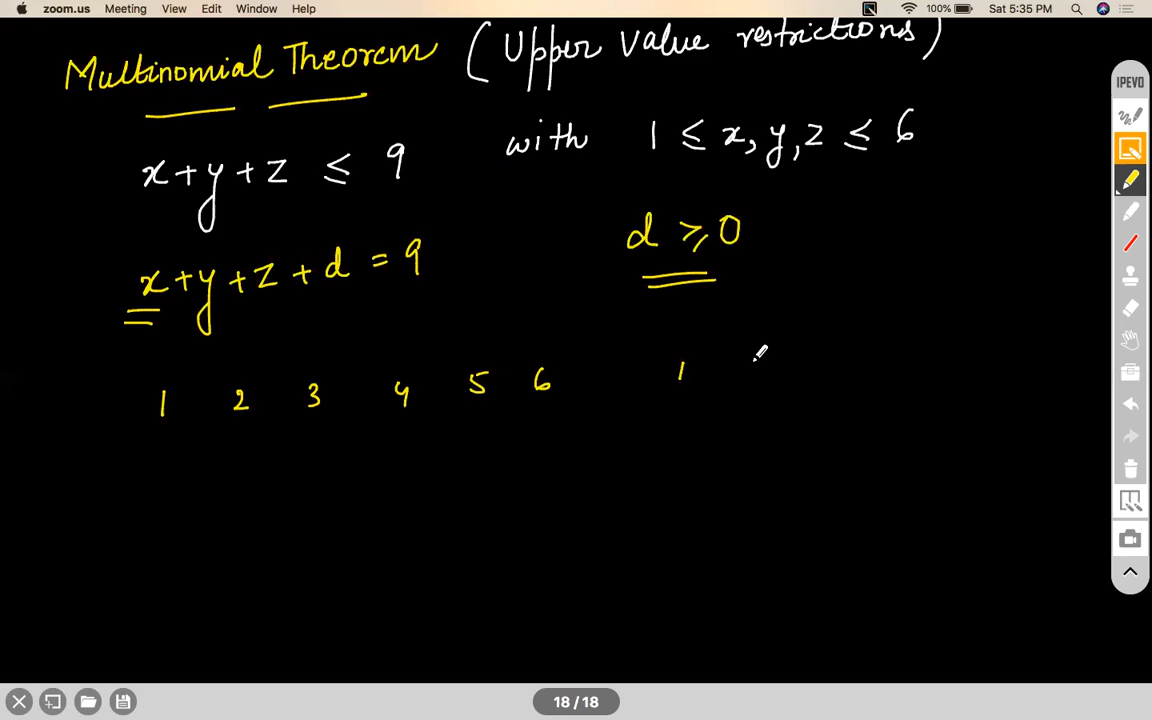 zoom.us Meeting View Edit Window Help 100% Sat 5:35 PM
Multinomial Theorem (Upper Value restrictions)
x+y+z ≤ 9 with 1 ≤ x, y, z ≤ 6
x+y+z+d = 9 d ≥ 0
1 2 3 4 5 6 1
IPEVO
18 / 18